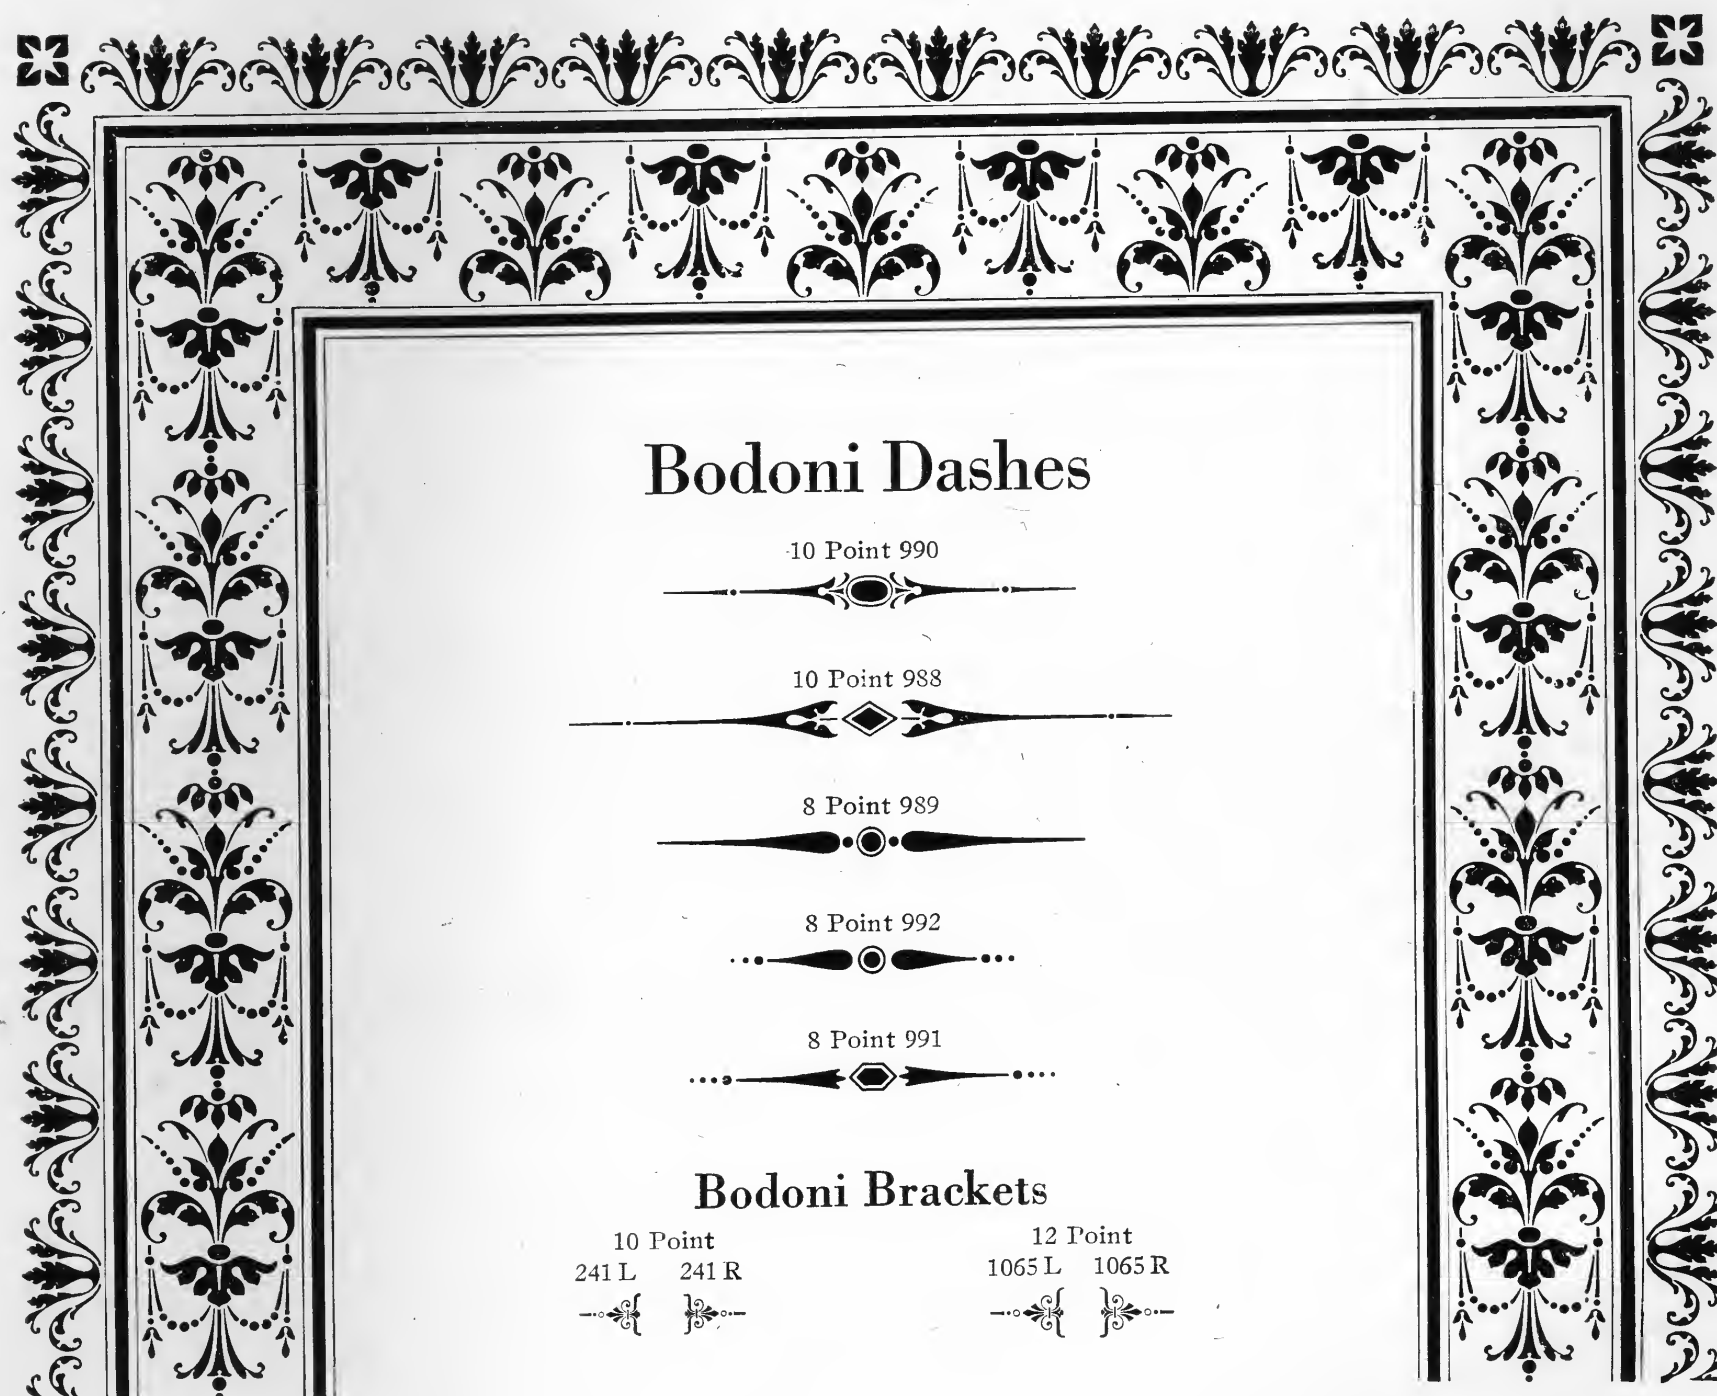 Bodoni Dashes
10 Point 990
10 Point 988
8 Point 989
8 Point 992
8 Point 991
Bodoni Brackets
10 Point
12 Point
241 L 241 R
1065 L 1065 R